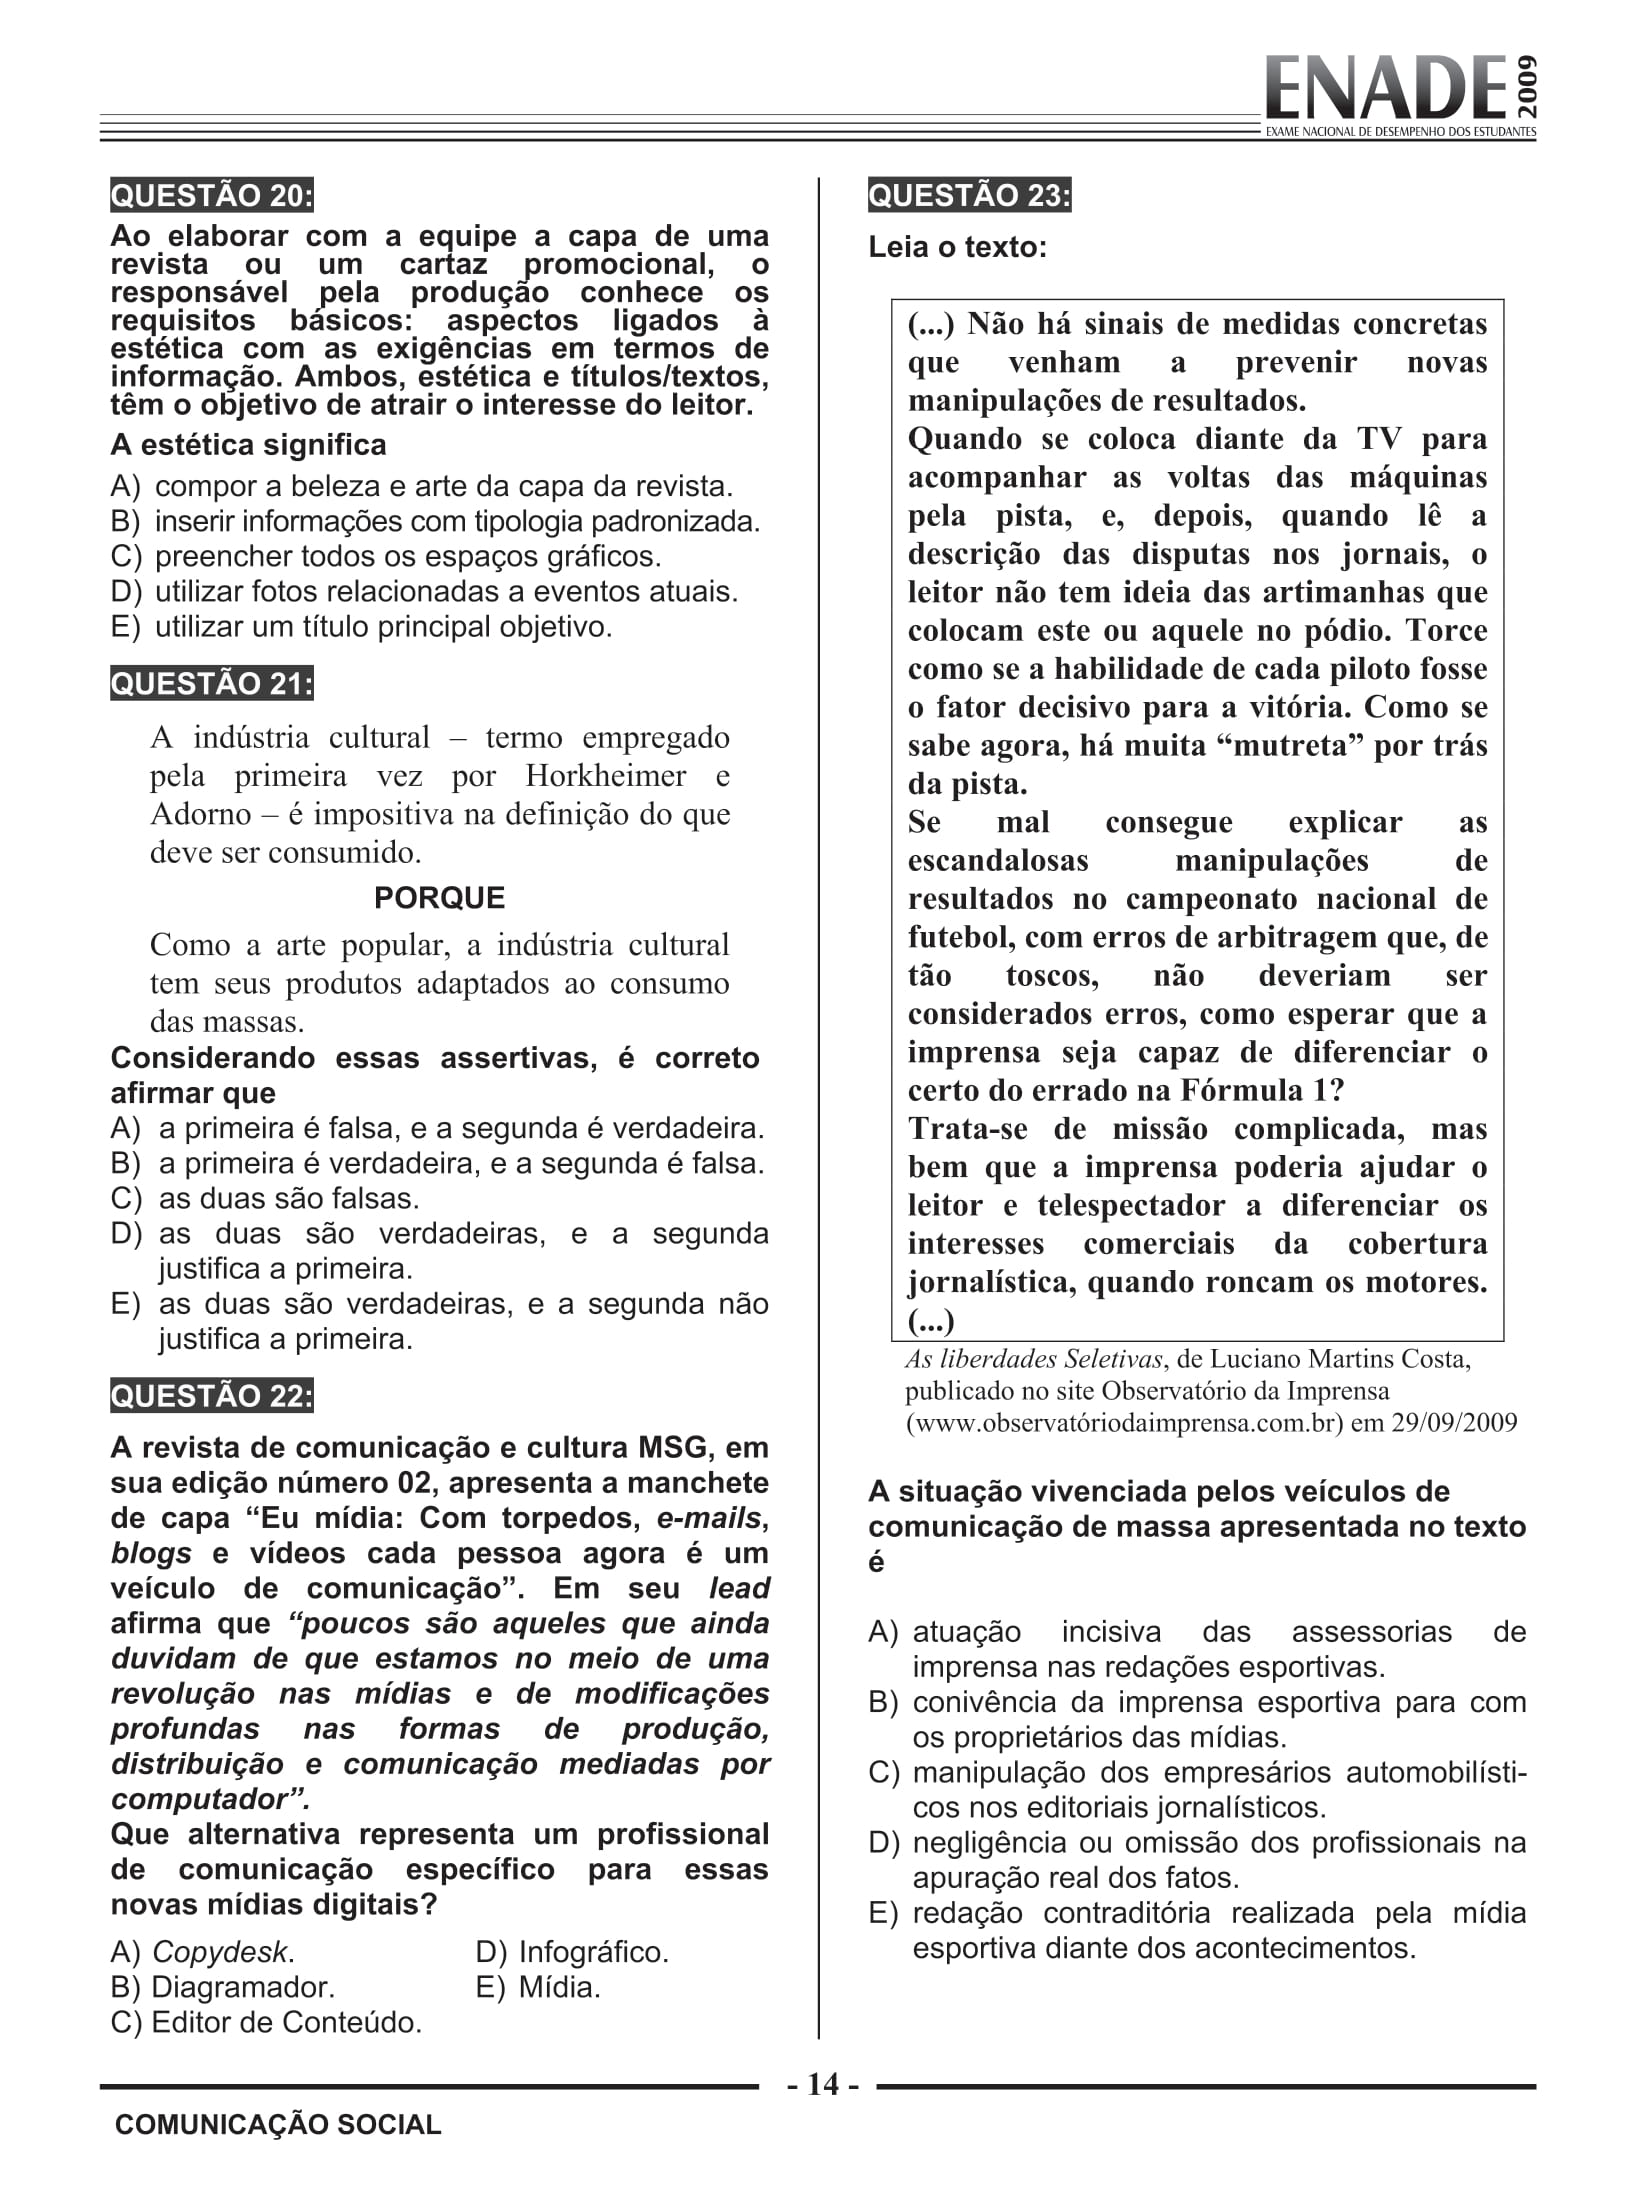 ENADE 2009
EXAME NACIONAL DE DESEMPENHO DOS ESTUDANTES
QUESTÃO 20:
Ao elaborar com a equipe a capa de uma
revista ou um cartaz promocional, o
responsável pela produção conhece os
requisitos básicos: aspectos ligados à
estética com as exigências em termos de
informação. Ambos, estética e títulos/textos,
têm o objetivo de atrair o interesse do leitor.
A estética significa
A) compor a beleza e arte da capa da revista.
B) inserir informações com tipologia padronizada.
C) preencher todos os espaços gráficos.
D) utilizar fotos relacionadas a eventos atuais.
E) utilizar um título principal objetivo.
QUESTÃO 21:
A indústria cultural – termo empregado
pela primeira vez por Horkheimer e
Adorno – é impositiva na definição do que
deve ser consumido.
PORQUE
Como a arte popular, a indústria cultural
tem seus produtos adaptados ao consumo
das massas.
Considerando essas assertivas, é correto
afirmar que
A) a primeira é falsa, e a segunda é verdadeira.
B) a primeira é verdadeira, e a segunda é falsa.
C) as duas são falsas.
D) as duas são verdadeiras, e a segunda
justifica a primeira.
E) as duas são verdadeiras, e a segunda não
justifica a primeira.
QUESTÃO 22:
A revista de comunicação e cultura MSG, em
sua edição número 02, apresenta a manchete
de capa “Eu mídia: Com torpedos, e-mails,
blogs e vídeos cada pessoa agora é um
veículo de comunicação”. Em seu lead
afirma que “poucos são aqueles que ainda
duvidam de que estamos no meio de uma
revolução nas mídias e de modificações
profundas nas formas de produção,
distribuição e comunicação mediadas por
computador”.
Que alternativa representa um profissional
de comunicação específico para essas
novas mídias digitais?
A) Copydesk.
B) Diagramador.
C) Editor de Conteúdo.
D) Infográfico.
E) Mídia.
QUESTÃO 23:
Leia o texto:
(...) Não há sinais de medidas concretas
que venham a prevenir novas
manipulações de resultados.
Quando se coloca diante da TV para
acompanhar as voltas das máquinas
pela pista, e, depois, quando lê a
descrição das disputas nos jornais, o
leitor não tem ideia das artimanhas que
colocam este ou aquele no pódio. Torce
como se a habilidade de cada piloto fosse
o fator decisivo para a vitória. Como se
sabe agora, há muita “mutreta” por trás
da pista.
Se mal consegue explicar as
escandalosas manipulações de
resultados no campeonato nacional de
futebol, com erros de arbitragem que, de
tão toscos, não deveriam ser
considerados erros, como esperar que a
imprensa seja capaz de diferenciar o
certo do errado na Fórmula 1?
Trata-se de missão complicada, mas
bem que a imprensa poderia ajudar o
leitor e telespectador a diferenciar os
interesses comerciais da cobertura
jornalística, quando roncam os motores.
(...)
As liberdades Seletivas, de Luciano Martins Costa,
publicado no site Observatório da Imprensa
(www.observatóriodaimprensa.com.br) em 29/09/2009
A situação vivenciada pelos veículos de
comunicação de massa apresentada no texto
é
A) atuação incisiva das assessorias de
imprensa nas redações esportivas.
B) conivência da imprensa esportiva para com
os proprietários das mídias.
C) manipulação dos empresários automobilísti-
cos nos editoriais jornalísticos.
D) negligência ou omissão dos profissionais na
apuração real dos fatos.
E) redação contraditória realizada pela mídia
esportiva diante dos acontecimentos.
- 14 -
COMUNICAÇÃO SOCIAL